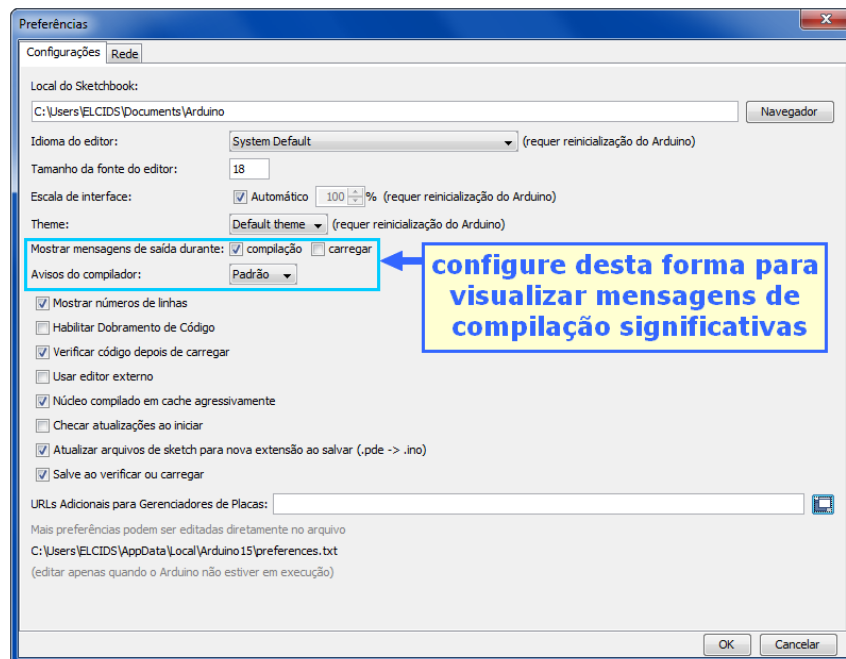 Preferências
x
Configurações Rede
Local do Sketchbook:
C:\Users\ELCIDS\Documents\Arduino Navegador
Idioma do editor: System Default (requer reinicialização do Arduino)
Tamanho da fonte do editor: 18
Escala de interface: Automático 100 % (requer reinicialização do Arduino)
Theme: Default theme (requer reinicialização do Arduino)
Mostrar mensagens de saída durante: compilação carregar
Avisos do compilador: Padrão
configure desta forma para
visualizar mensagens de
compilação significativas
Mostrar números de linhas
Habilitar Dobramento de Código
Verificar código depois de carregar
Usar editor externo
Núcleo compilado em cache agressivamente
Checar atualizações ao iniciar
Atualizar arquivos de sketch para nova extensão ao salvar (.pde -> .ino)
Salve ao verificar ou carregar
URLs Adicionais para Gerenciadores de Placas:
Mais preferências podem ser editadas diretamente no arquivo
C:\Users\ELCIDS\AppData\Local\Arduino15\preferences.txt
(editar apenas quando o Arduino não estiver em execução)
OK Cancelar